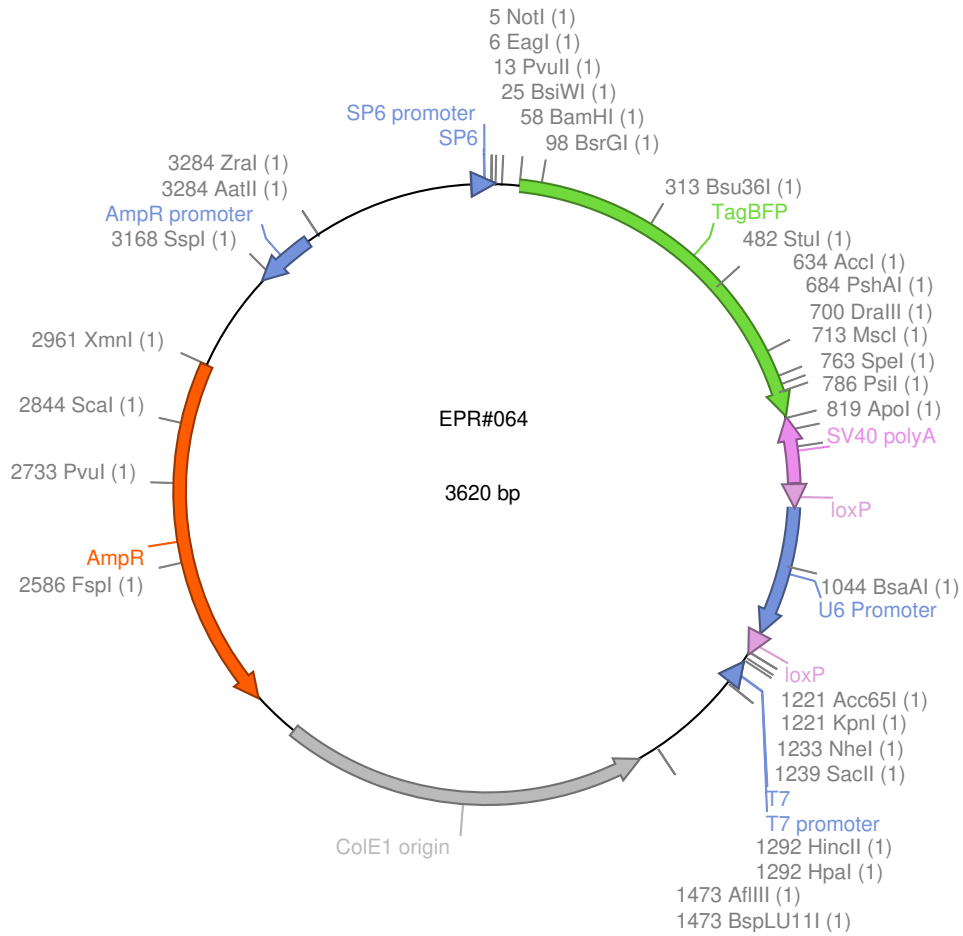 5 NotI (1)
6 EagI (1)
13 PvuII (1)
25 BsiWI (1)
58 BamHI (1)
98 BsrGI (1)
SP6 promoter
SP6
3284 ZraI (1)
3284 AatII (1)
AmpR promoter
3168 SspI (1)
313 Bsu36I (1)
TagBFP
482 StuI (1)
634 AccI (1)
684 PshAI (1)
700 DraIII (1)
713 MscI (1)
763 SpeI (1)
786 PsiI (1)
819 ApoI (1)
SV40 polyA
loxP
2961 XmnI (1)
2844 ScaI (1)
2733 PvuI (1)
AmpR
2586 FspI (1)
EPR#064
3620 bp
1044 BsaAI (1)
U6 Promoter
loxP
1221 Acc65I (1)
1221 KpnI (1)
1233 NheI (1)
1239 SacII (1)
T7
T7 promoter
1292 HincII (1)
1292 HpaI (1)
1473 AflIII (1)
1473 BspLU11I (1)
ColE1 origin